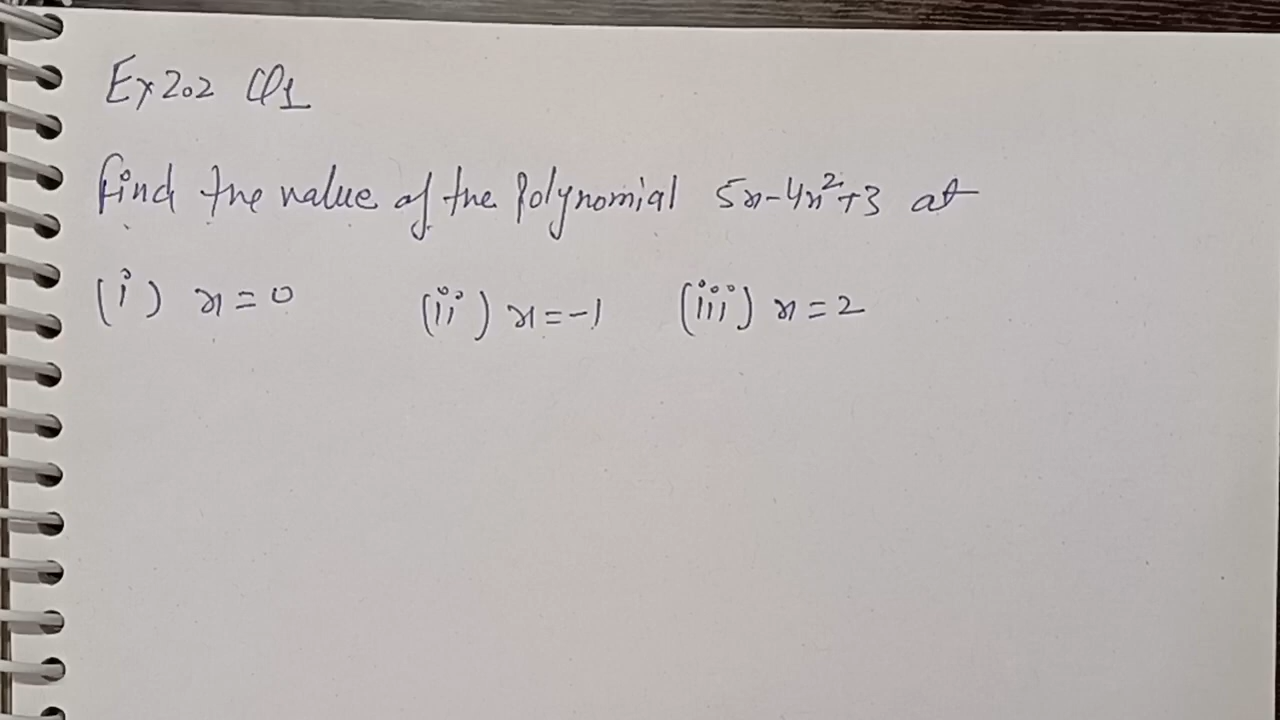 Ex 2.2 Q1
find the value of the Polynomial 5x-4x²+3 at
(i) x=0 (ii) x=-1 (iii) x=2